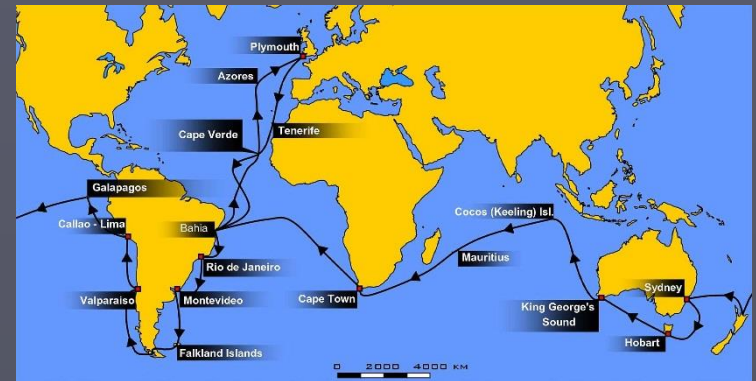 Plymouth
Azores
Cape Verde
Tenerife
Galapagos
Callao - Lima
Bahia
Cocos (Keeling) Isl.
Rio de Janeiro
Mauritius
Valparaiso
Montevideo
Cape Town
King George's
Sound
Sydney
Hobart
Falkland Islands
0 2000 4000 KM